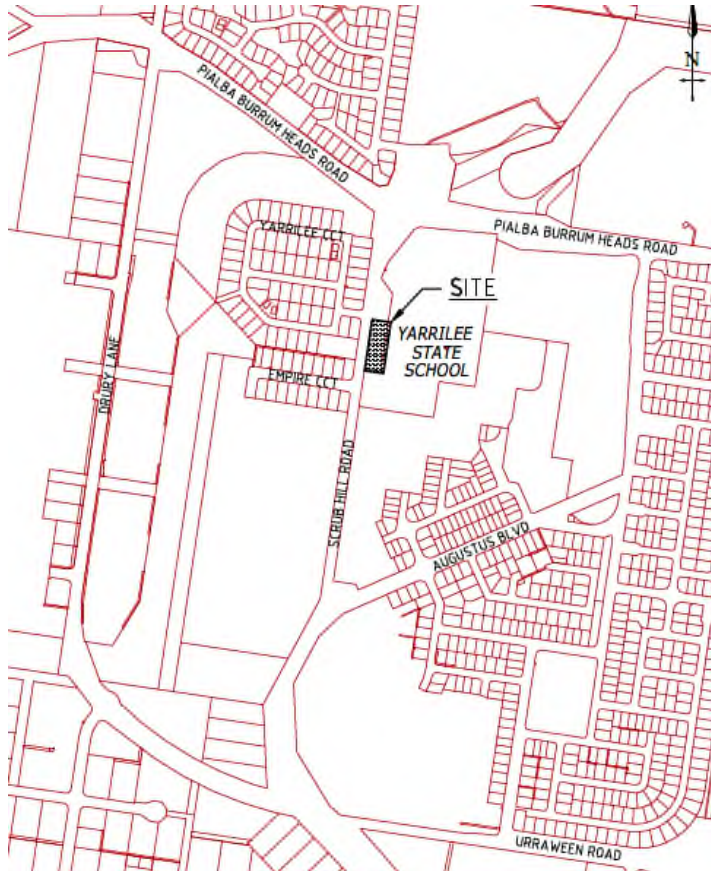 N
PIALBA BURRUM HEADS ROAD
YARRILEE CCT
PIALBA BURRUM HEADS ROAD
SITE
YARRILEE
STATE
SCHOOL
EMPIRE CCT
DRURY LANE
SCRUB HILL ROAD
AUGUSTUS BLVD
URRAWEEN ROAD